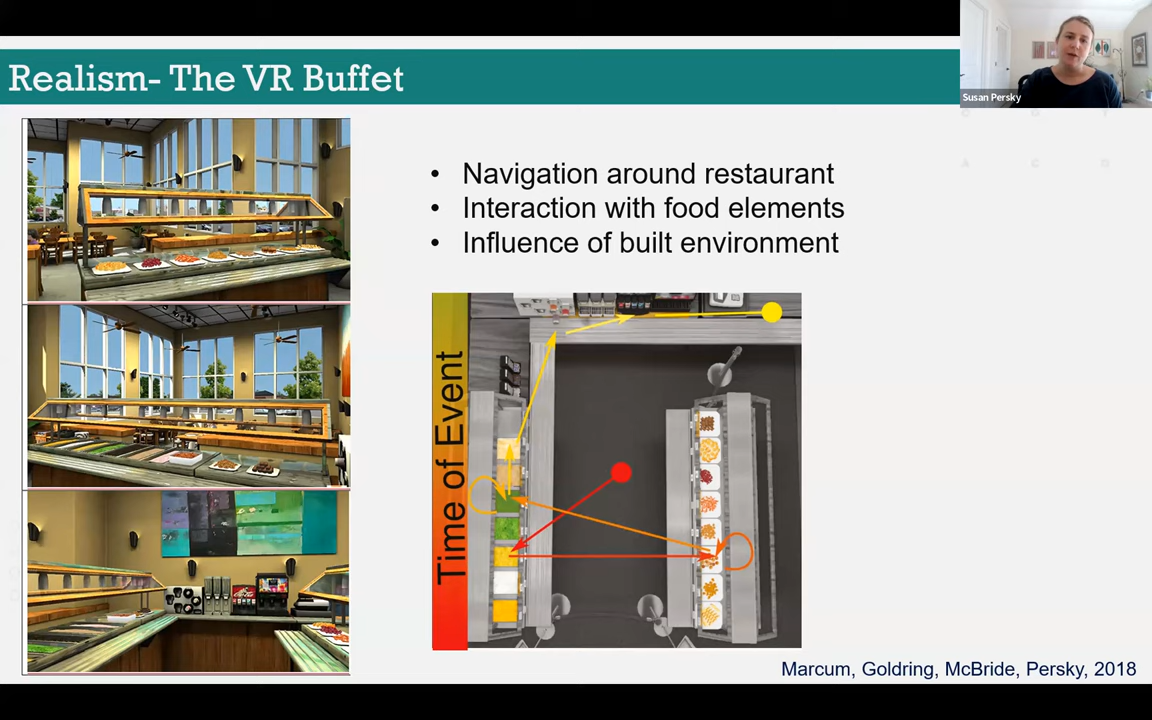 Realism- The VR Buffet
Susan Persky
• Navigation around restaurant
• Interaction with food elements
• Influence of built environment
Time of Event
Marcum, Goldring, McBride, Persky, 2018